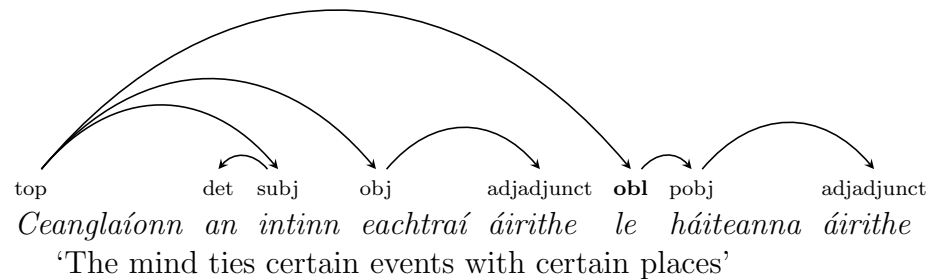 top det subj obj adjadjunct obl pobj adjadjunct
Ceanglaíonn an intinn eachtraí áirithe le háiteanna áirithe
‘The mind ties certain events with certain places’